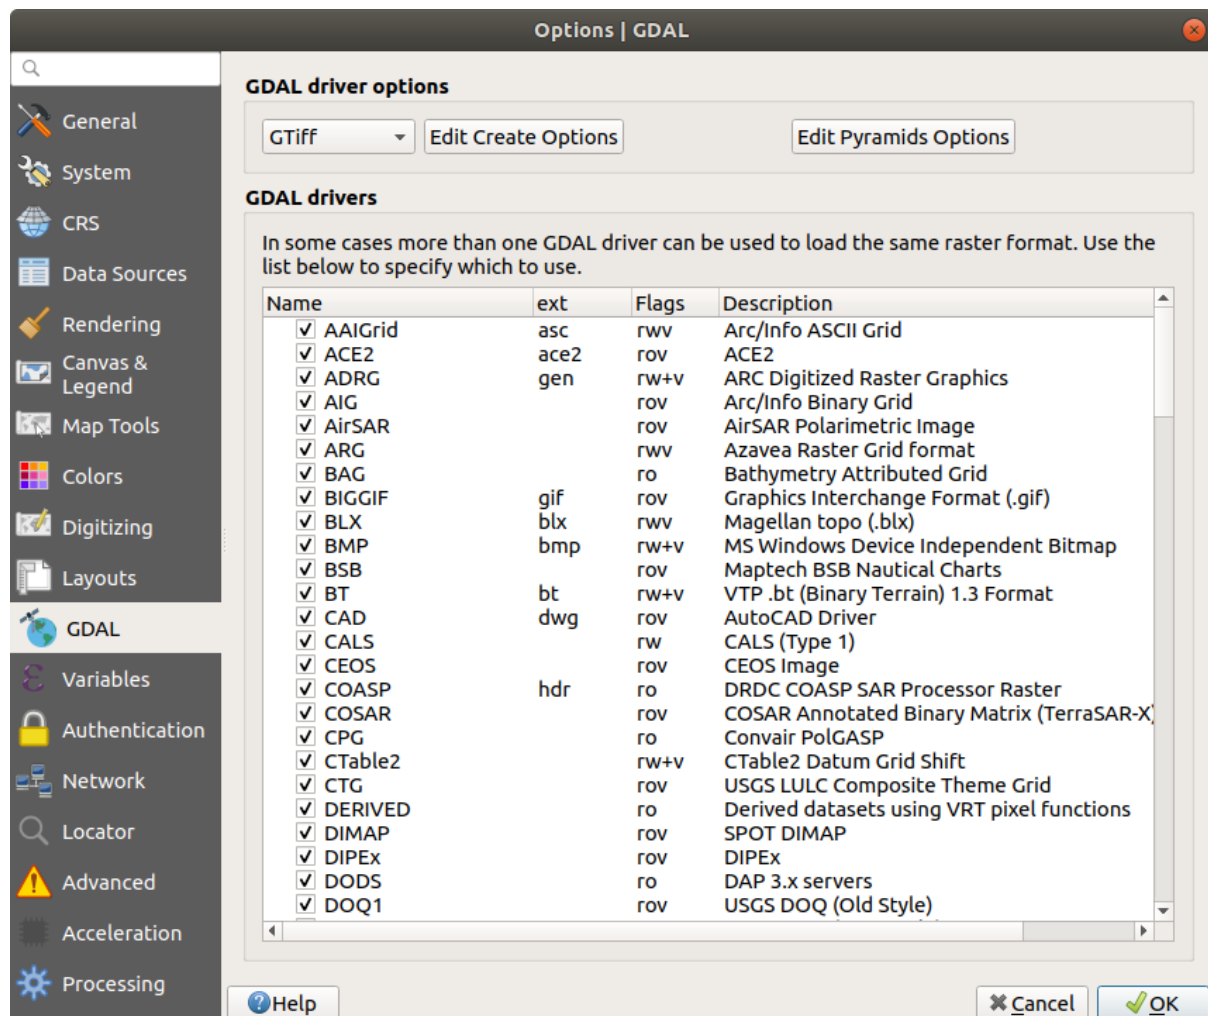 Options | GDAL
General
System
CRS
Data Sources
Rendering
Canvas &
Legend
Map Tools
Colors
Digitizing
Layouts
GDAL
Variables
Authentication
Network
Locator
Advanced
Acceleration
Processing
GDAL driver options
GTiff Edit Create Options Edit Pyramids Options
GDAL drivers
In some cases more than one GDAL driver can be used to load the same raster format. Use the
list below to specify which to use.
Name ext Flags Description
AAIGrid asc rwv Arc/Info ASCII Grid
ACE2 ace2 rov ACE2
ADRG gen rw+v ARC Digitized Raster Graphics
AIG rov Arc/Info Binary Grid
AirSAR rov AirSAR Polarimetric Image
ARG rwv Azavea Raster Grid format
BAG ro Bathymetry Attributed Grid
BIGGIF gif rov Graphics Interchange Format (.gif)
BLX blx rwv Magellan topo (.blx)
BMP bmp rw+v MS Windows Device Independent Bitmap
BSB rov Maptech BSB Nautical Charts
BT bt rw+v VTP .bt (Binary Terrain) 1.3 Format
CAD dwg rov AutoCAD Driver
CALS rw CALS (Type 1)
CEOS rov CEOS Image
COASP hdr ro DRDC COASP SAR Processor Raster
COSAR rov COSAR Annotated Binary Matrix (TerraSAR-X)
CPG ro Convair PolGASP
CTable2 rw+v CTable2 Datum Grid Shift
CTG rov USGS LULC Composite Theme Grid
DERIVED ro Derived datasets using VRT pixel functions
DIMAP rov SPOT DIMAP
DIPEx rov DIPEx
DODS ro DAP 3.x servers
DOQ1 rov USGS DOQ (Old Style)
Help Cancel OK